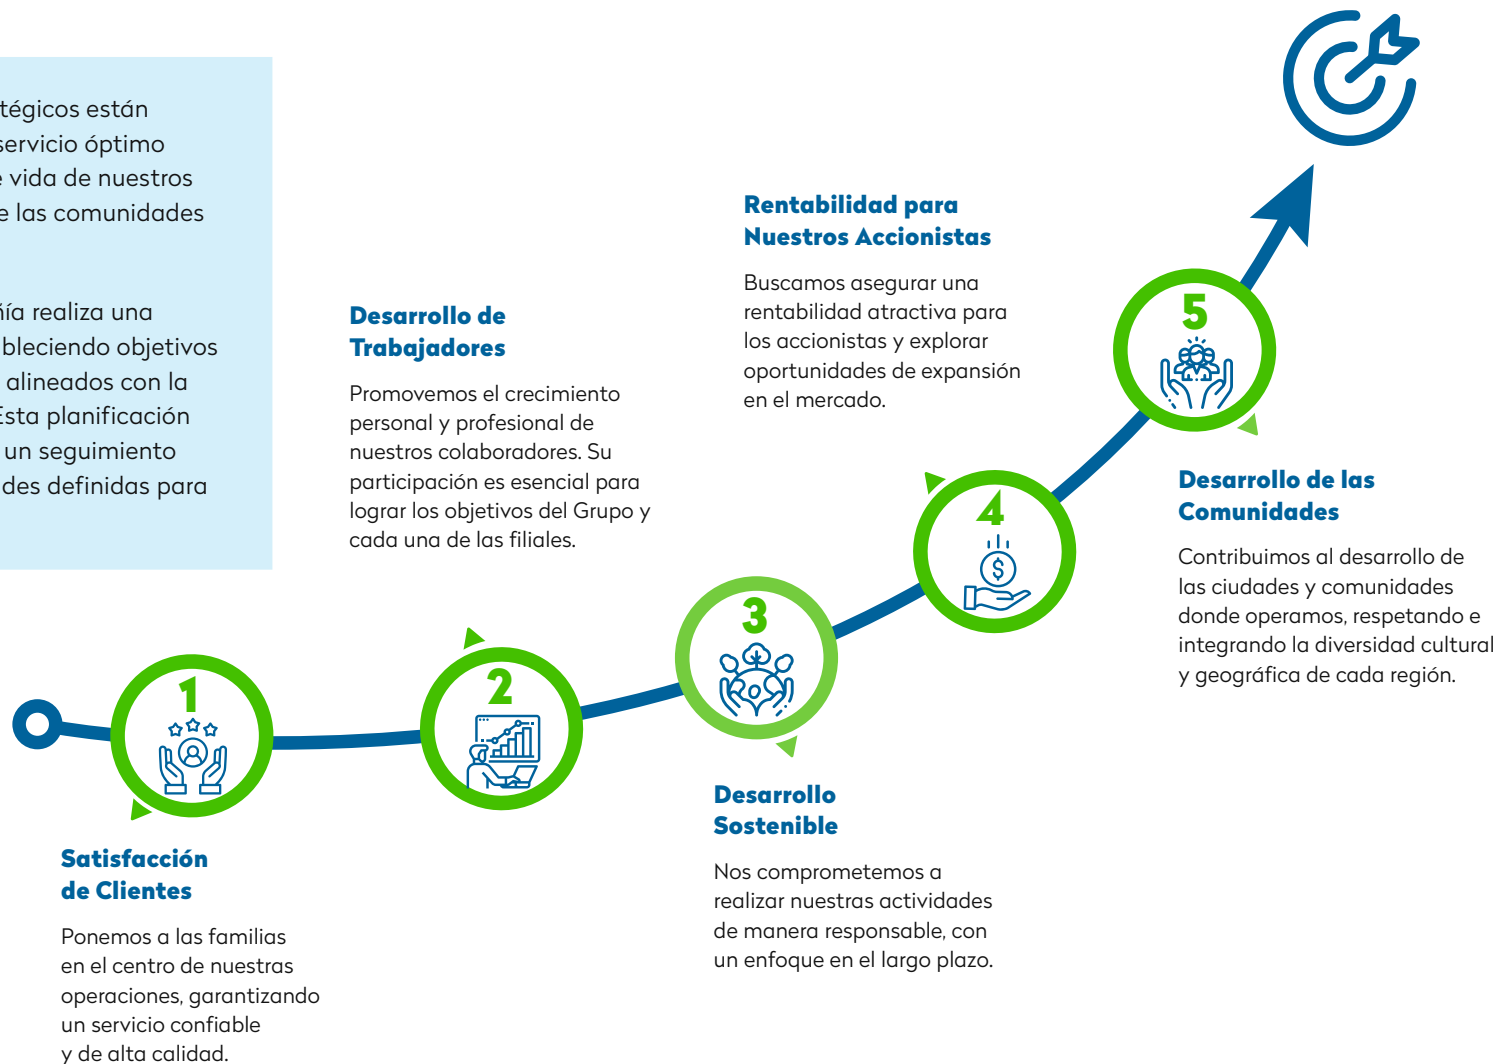 tégicos están
servicio óptimo
e vida de nuestros
e las comunidades
ñía realiza una
bleciendo objetivos
alineados con la
Esta planificación
un seguimiento
des definidas para
1
Satisfacción
de Clientes
Ponemos a las familias
en el centro de nuestras
operaciones, garantizando
un servicio confiable
y de alta calidad.
Desarrollo de
Trabajadores
Promovemos el crecimiento
personal y profesional de
nuestros colaboradores. Su
participación es esencial para
lograr los objetivos del Grupo y
cada una de las filiales.
2
3
Desarrollo
Sostenible
Nos comprometemos a
realizar nuestras actividades
de manera responsable, con
un enfoque en el largo plazo.
Rentabilidad para
Nuestros Accionistas
Buscamos asegurar una
rentabilidad atractiva para
los accionistas y explorar
oportunidades de expansión
en el mercado.
4
$
5
Desarrollo de las
Comunidades
Contribuimos al desarrollo de
las ciudades y comunidades
donde operamos, respetando e
integrando la diversidad cultural
y geográfica de cada región.